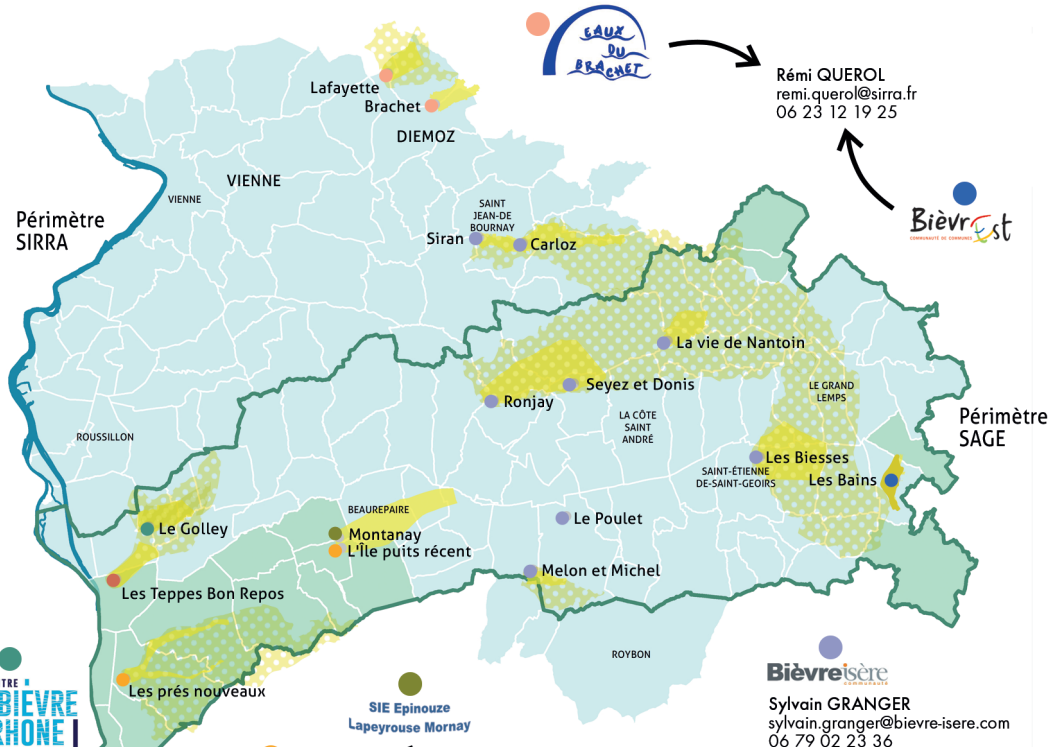 EAUX
DU
BRACHET
Rémi QUEROL
remi.querol@sirra.fr
06 23 12 19 25
Lafayette
Brachet
DIEMOZ
VIENNE
VIENNE
Périmètre
SIRRA
SAINT
JEAN-DE
BOURNAY
Siran
Carloz
Bièvr Est
COMMUNAUTÉ DE COMMUNES
La vie de Nantoin
Seyez et Donis
Ronjay
LE GRAND
LEMPS
LA CÔTE
SAINT
ANDRÉ
Périmètre
SAGE
ROUSSILLON
Les Biesses
SAINT-ÉTIENNE
DE-SAINT-GEOIRS
Les Bains
BEAUREPAIRE
Le Golley
Montanay
L'Île puits récent
Le Poulet
Melon et Michel
Les Teppes Bon Repos
ROYBON
Les prés nouveaux
TRE
BIÈVRE
RHÔNE
SIE Epinouze
Lapeyrouse Mornay
Bièvreisère
communauté
Sylvain GRANGER
sylvain.granger@bievre-isere.com
06 79 02 23 36